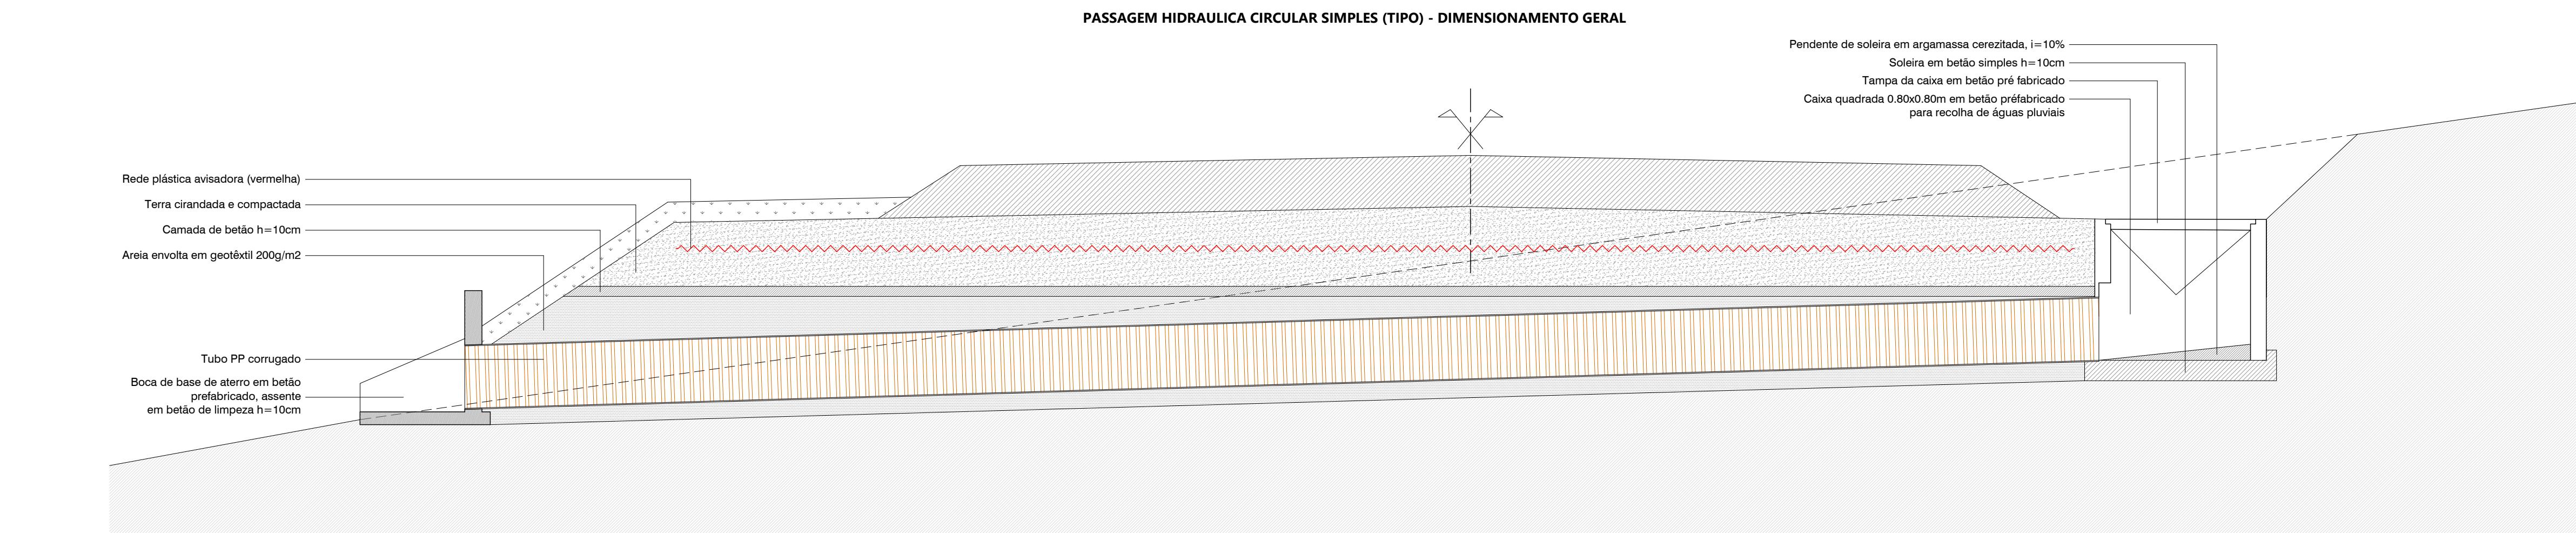 PASSAGEM HIDRAULICA CIRCULAR SIMPLES (TIPO) - DIMENSIONAMENTO GERAL
Pendente de soleira em argamassa cerezitada, i=10%
Soleira em betão simples h=10cm
Tampa da caixa em betão pré fabricado
Caixa quadrada 0.80x0.80m em betão préfabricado
para recolha de águas pluviais
Rede plástica avisadora (vermelha)
Terra cirandada e compactada
Camada de betão h=10cm
Areia envolta em geotêxtil 200g/m2
Tubo PP corrugado
Boca de base de aterro em betão
prefabricado, assente
em betão de limpeza h=10cm